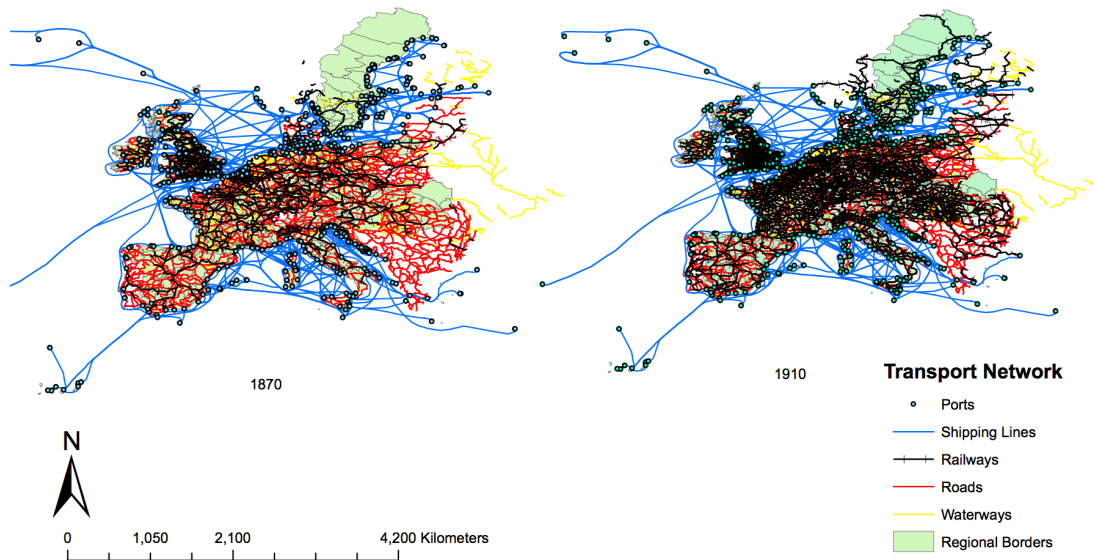 1870
1910
Transport Network
Ports
Shipping Lines
Railways
Roads
Waterways
Regional Borders
N
0 1,050 2,100 4,200 Kilometers